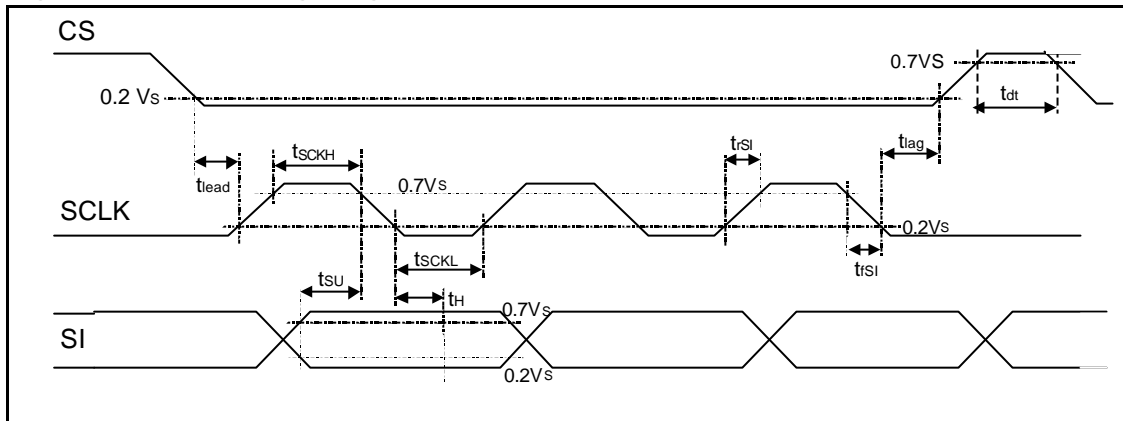 CS
0.7VS
0.2 VS
tdt
tSCKH
trSI
tlag
tlead
0.7VS
SCLK
0.2VS
tSCKL
tfSI
tSU
tH
0.7VS
SI
0.2VS